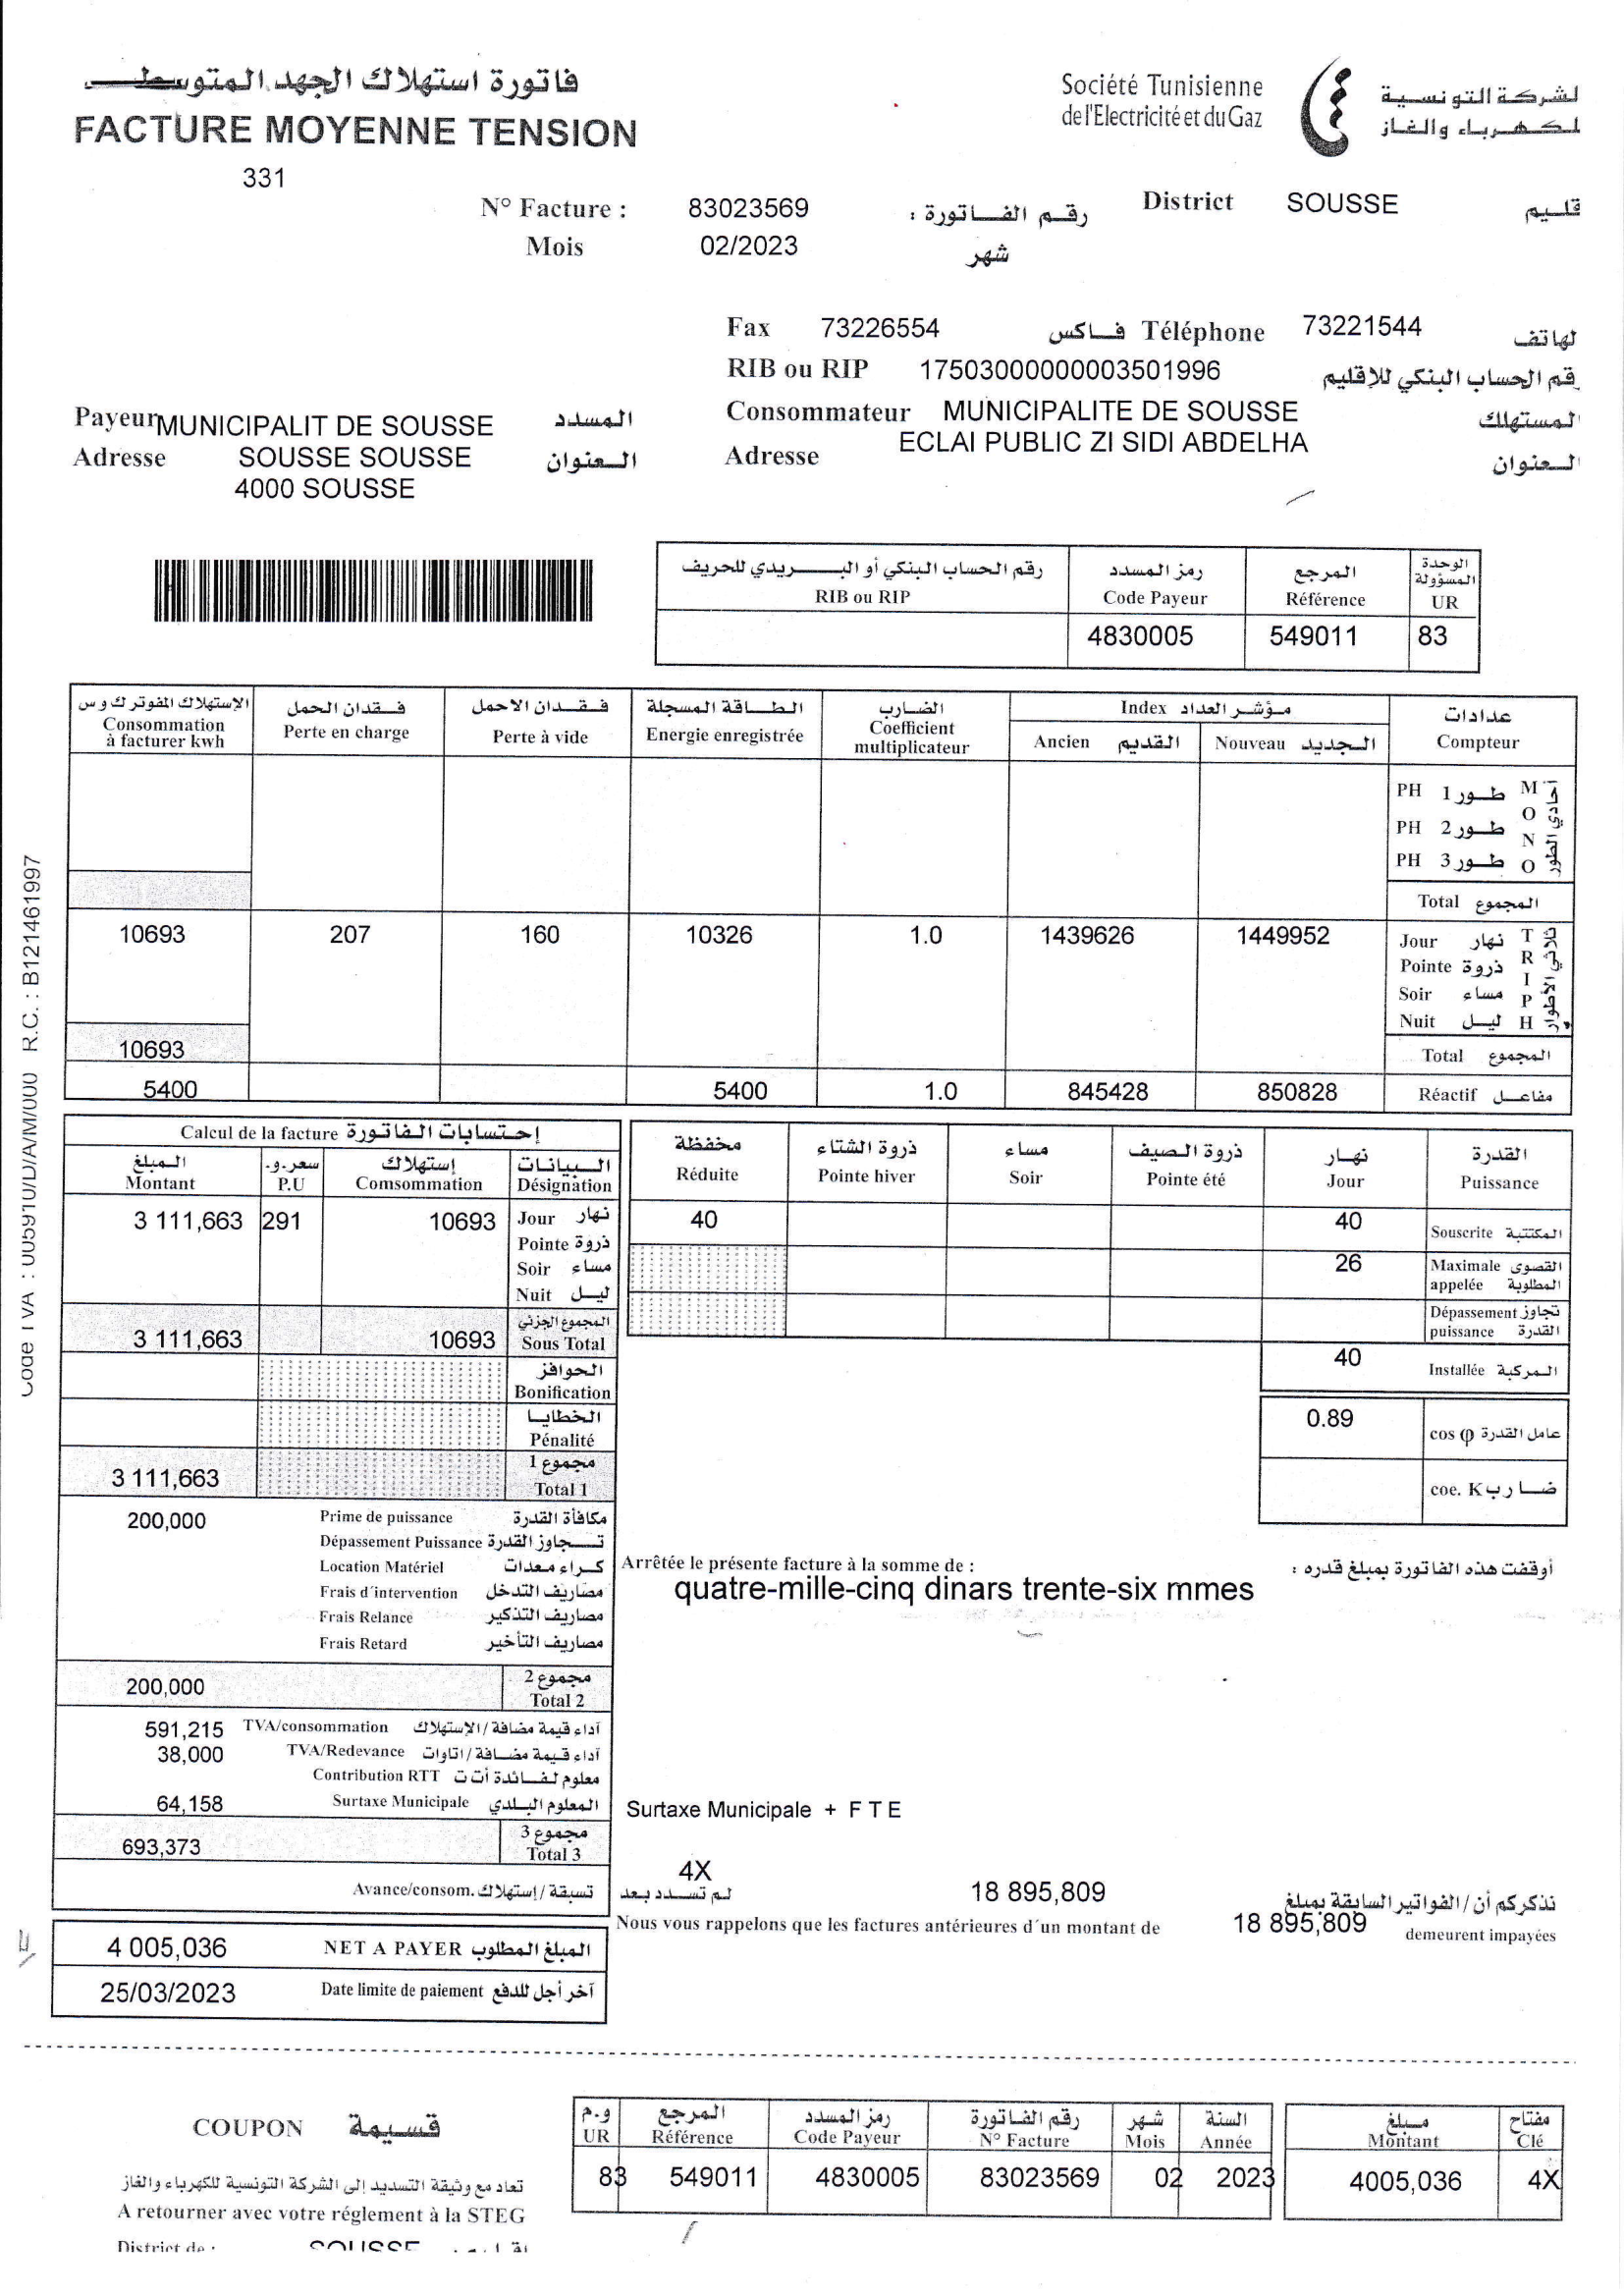 فاتورة استهلاك الجهد المتوسط
FACTURE MOYENNE TENSION
331
Société Tunisienne
de l'Electricité et du Gaz
لشركة التونسية
لكهرباء والغاز
N° Facture : 83023569 رقم الفاتورة :
District SOUSSE قليم
Mois 02/2023 شهر
Fax 73226554 فاكس Téléphone 73221544 لهاتف
RIB ou RIP 17503000000003501996 رقم الحساب البنكي للإقليم
Payeur MUNICIPALIT DE SOUSSE المسدد
Consommateur MUNICIPALITE DE SOUSSE لمستهلك
Adresse SOUSSE SOUSSE العنوان
4000 SOUSSE
Adresse ECLAI PUBLIC ZI SIDI ABDELHA لعنوان
رقم الحساب البنكي أو البريدي للحريف رمز المسدد المرجع الوحدة المسؤولة
RIB ou RIP Code Payeur Référence UR
4830005 549011 83
الإستهلاك المفوتر ك و س فقدان الحمل فقدان الاحمل الطاقة المسجلة الضارب مؤشر العداد Index عدادات
Consommation à facturer kwh Perte en charge Perte à vide Energie enregistrée Coefficient multiplicateur Ancien القديم Nouveau الجديد Compteur
PH 1 طور M
O
PH 2 طور N
PH 3 طور O
أحادي الطور
Total المجموع
10693 207 160 10326 1.0 1439626 1449952 Jour نهار T
Pointe ذروة R
I
Soir مساء P
Nuit ليل H
ثلاثي الأطوار
10693 Total المجموع
5400 5400 1.0 845428 850828 Réactif مفاعل
Calcul de la facture إحتسابات الفاتورة
المبلغ سعر.و. إستهلاك البيانات
Montant P.U Comsommation Désignation
3 111,663 291 10693 Jour نهار
Pointe ذروة
Soir مساء
Nuit ليل
المجموع الجزئي
3 111,663 10693 Sous Total
الحوافز
Bonification
الخطايا
Pénalité
مجموع 1
3 111,663 Total 1
200,000 Prime de puissance مكافأة القدرة
Dépassement Puissance تجاوز القدرة
Location Matériel كراء معدات
Frais d'intervention مصاريف التدخل
Frais Relance مصاريف التذكير
Frais Retard مصاريف التأخير
مجموع 2
200,000 Total 2
591,215 TVA/consommation آداء قيمة مضافة/الإستهلاك
38,000 TVA/Redevance آداء قيمة مضافة/اتاوات
Contribution RTT معلوم لفائدة أت ت
64,158 Surtaxe Municipale المعلوم البلدي
مجموع 3
693,373 Total 3
Avance/consom. تسبقة/إستهلاك
4 005,036 NET A PAYER المبلغ المطلوب
25/03/2023 Date limite de paiement آخر أجل للدفع
مخفظة ذروة الشتاء مساء ذروة الصيف نهار القدرة
Réduite Pointe hiver Soir Pointe été Jour Puissance
40 40 Souscrite المكتتبة
26 Maximale القصوى
appelée المطلوبة
Dépassement تجاوز
puissance القدرة
40 Installée المركبة
0.89 cos φ عامل القدرة
coe. K ضارب
Arrêtée le présente facture à la somme de : أوقفت هذه الفاتورة بمبلغ قدره :
quatre-mille-cinq dinars trente-six mmes
Surtaxe Municipale + F T E
4X
لم تسدد بعد 18 895,809 نذكركم أن/الفواتير السابقة بمبلغ
Nous vous rappelons que les factures antérieures d'un montant de 18 895,809 demeurent impayées
R.C. : B121461997
COUPON قسيمة
تعاد مع وثيقة التسديد إلى الشركة التونسية للكهرباء والغاز
A retourner avec votre réglement à la STEG
District de : SOUSSE
و.م المرجع رمز المسدد رقم الفاتورة شهر السنة مبلغ مفتاح
UR Référence Code Payeur N° Facture Mois Année Montant Clé
83 549011 4830005 83023569 02 2023 4005,036 4X